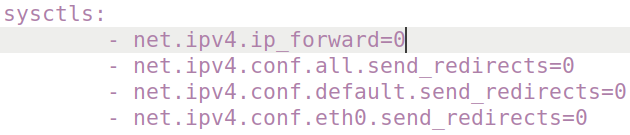 sysctls:
- net.ipv4.ip_forward=0
- net.ipv4.conf.all.send_redirects=0
- net.ipv4.conf.default.send_redirects=0
- net.ipv4.conf.eth0.send_redirects=0